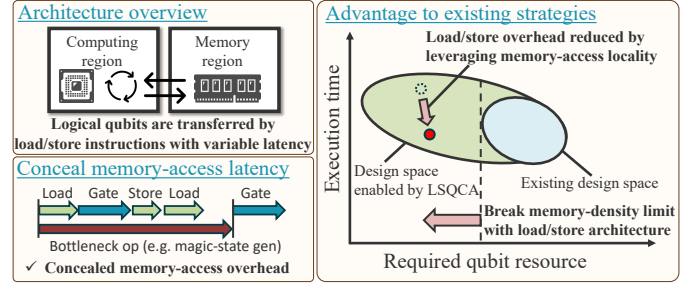 Architecture overview
Computing
region
Memory
region
Logical qubits are transferred by
load/store instructions with variable latency
Conceal memory-access latency
Load Gate Store Load Gate
Bottleneck op (e.g. magic-state gen)
✓ Concealed memory-access overhead
Advantage to existing strategies
Load/store overhead reduced by
leveraging memory-access locality
Execution time
Design space
enabled by LSQCA
Existing design space
Break memory-density limit
with load/store architecture
Required qubit resource